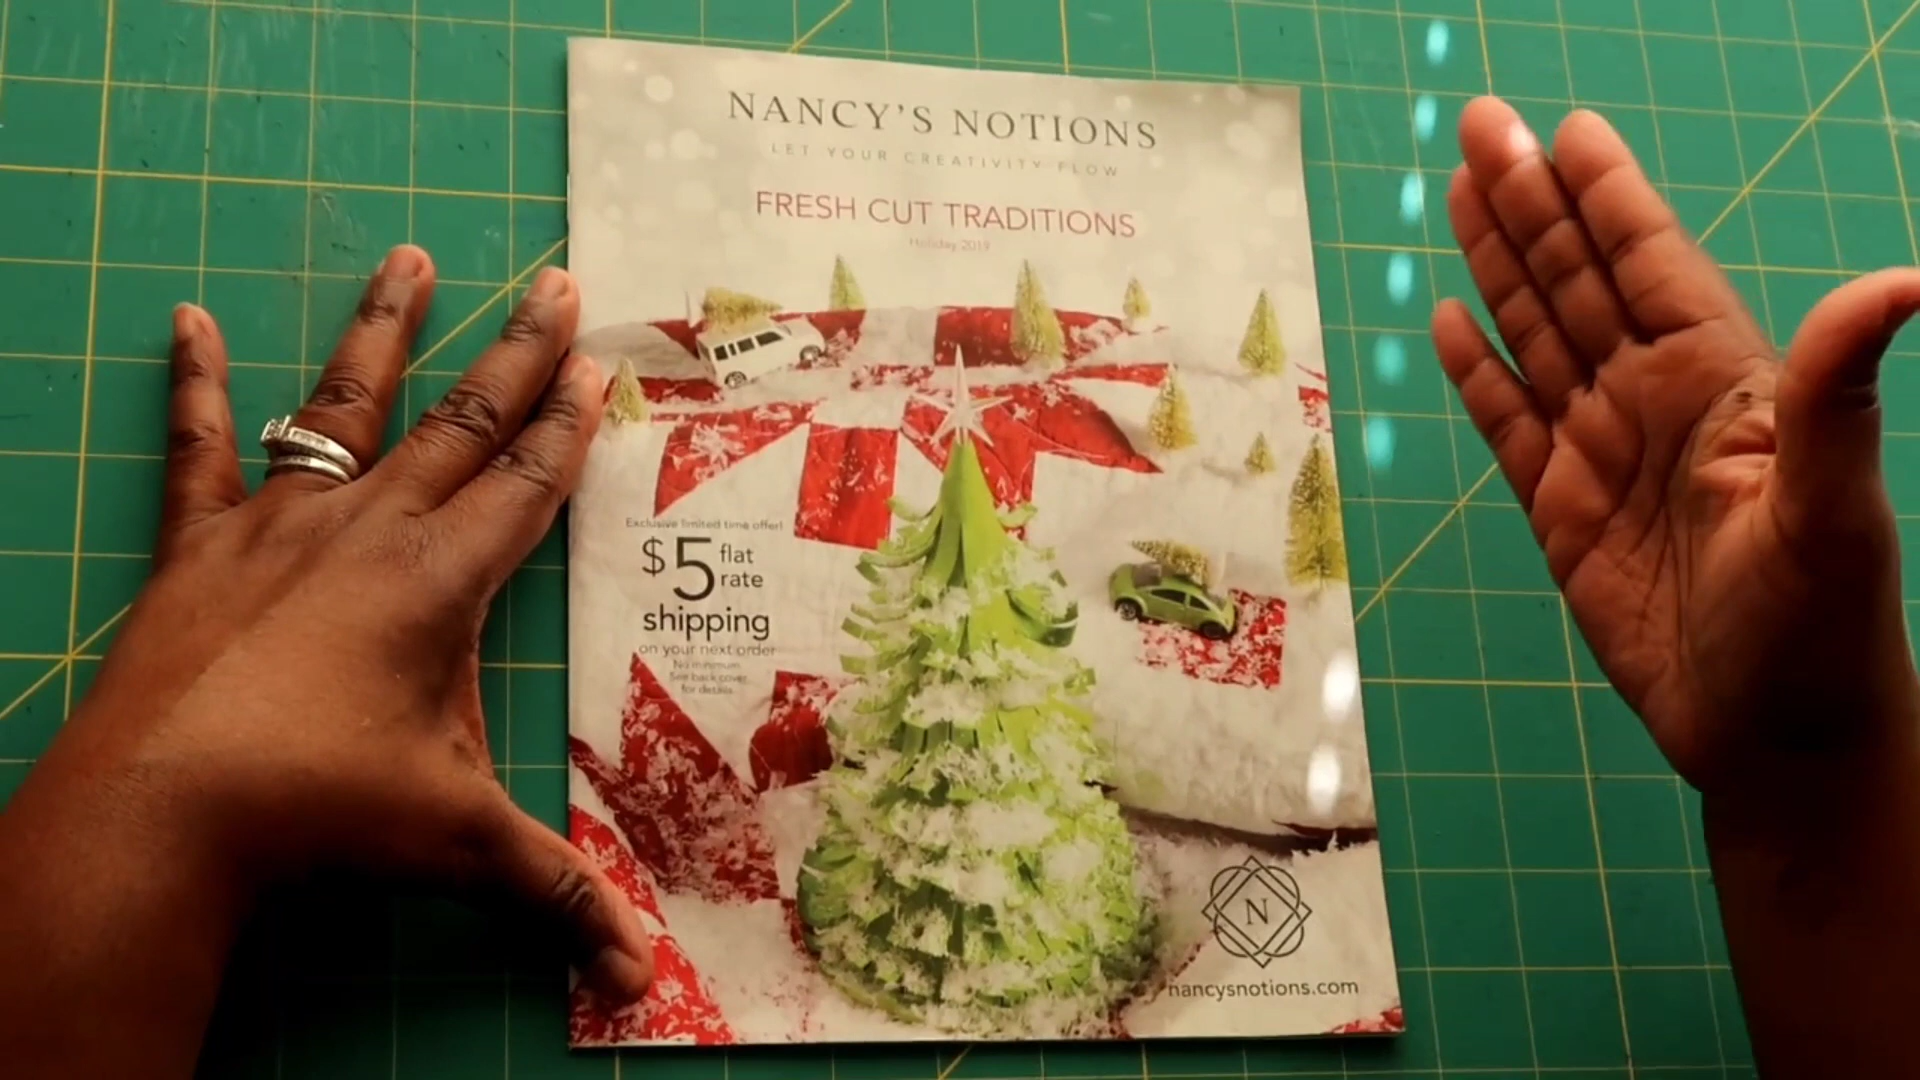 NANCY'S NOTIONS
LET YOUR CREATIVITY FLOW
FRESH CUT TRADITIONS
Holiday 2019
Exclusive limited time offer!
$5 flat rate
shipping
on your next order
No minimum.
See back cover
for details.
N
nancysnotions.com